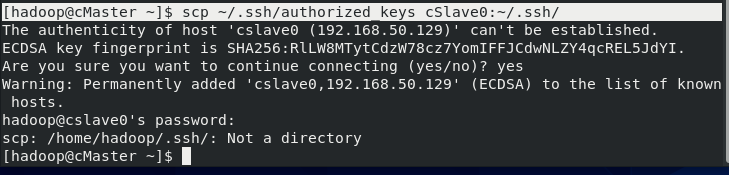 [hadoop@cMaster ~]$ scp ~/.ssh/authorized_keys cSlave0:~/.ssh/
The authenticity of host 'cslave0 (192.168.50.129)' can't be established.
ECDSA key fingerprint is SHA256:RlLW8MTytCdzW78cz7YomIFFJCdwNLZY4qcREL5JdYI.
Are you sure you want to continue connecting (yes/no)? yes
Warning: Permanently added 'cslave0,192.168.50.129' (ECDSA) to the list of known
 hosts.
hadoop@cslave0's password:
scp: /home/hadoop/.ssh/: Not a directory
[hadoop@cMaster ~]$